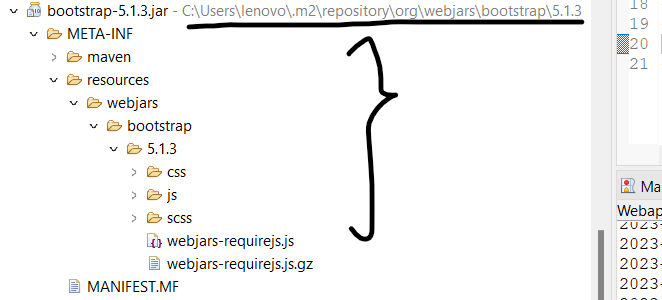 bootstrap-5.1.3.jar - C:\Users\lenovo\.m2\repository\org\webjars\bootstrap\5.1.3
META-INF
maven
resources
webjars
bootstrap
5.1.3
css
js
scss
webjars-requirejs.js
webjars-requirejs.js.gz
MANIFEST.MF
18
19
20
21
Ma
Webapp
2023-
2023-
2023-
2023-